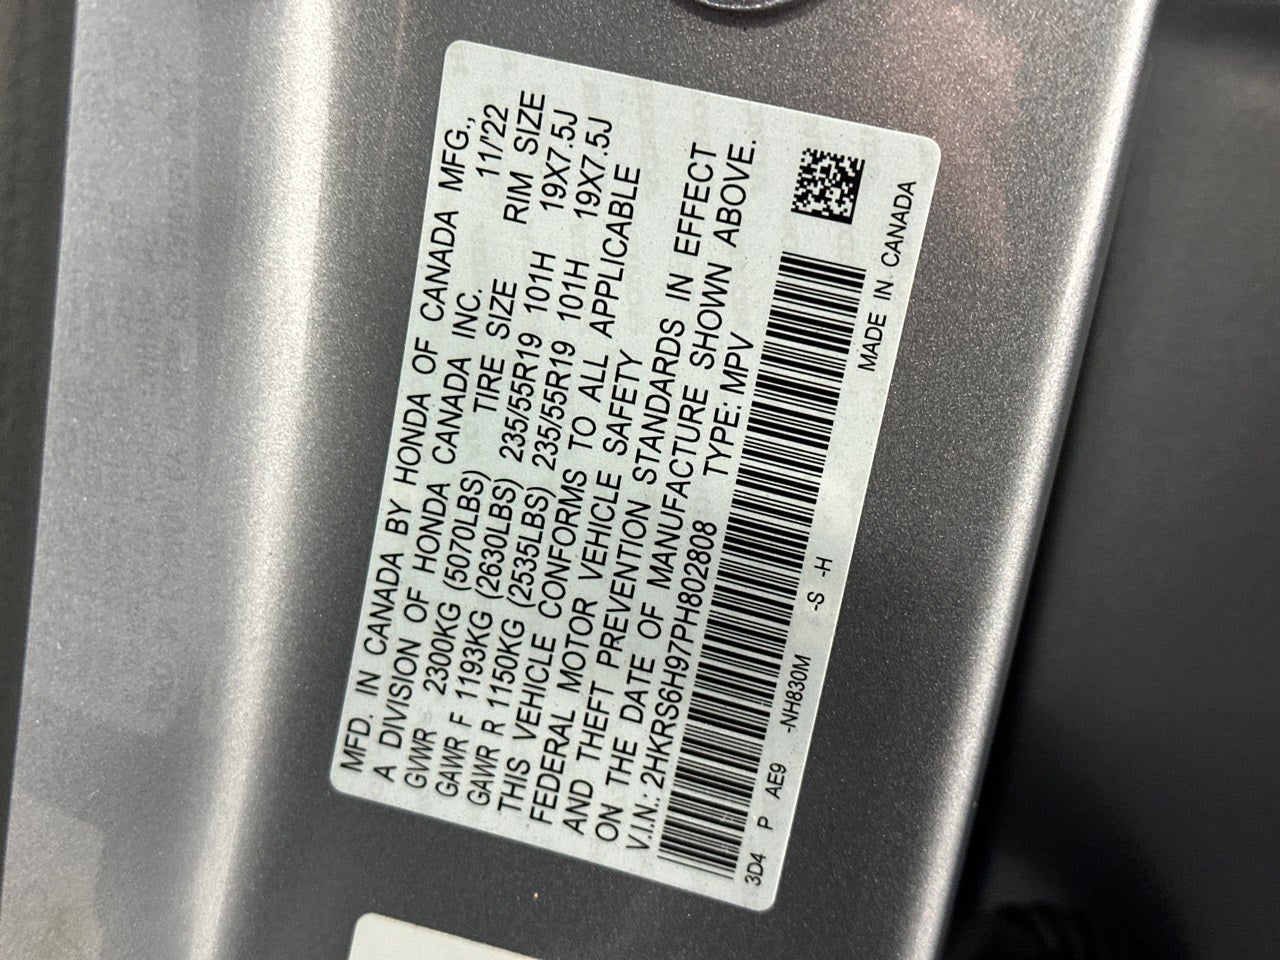 MFD. IN CANADA BY HONDA OF CANADA MFG.,
A DIVISION OF HONDA CANADA INC. 11/'22
GVWR 2300KG (5070LBS) TIRE SIZE RIM SIZE
GAWR F 1193KG (2630LBS) 235/55R19 101H 19X7.5J
GAWR R 1150KG (2535LBS) 235/55R19 101H 19X7.5J
THIS VEHICLE CONFORMS TO ALL APPLICABLE
FEDERAL MOTOR VEHICLE SAFETY
AND THEFT PREVENTION STANDARDS IN EFFECT
ON THE DATE OF MANUFACTURE SHOWN ABOVE.
V.I.N.: 2HKRS6H97PH802808 TYPE: MPV
3D4 P AE9 -NH830M -S -H MADE IN CANADA